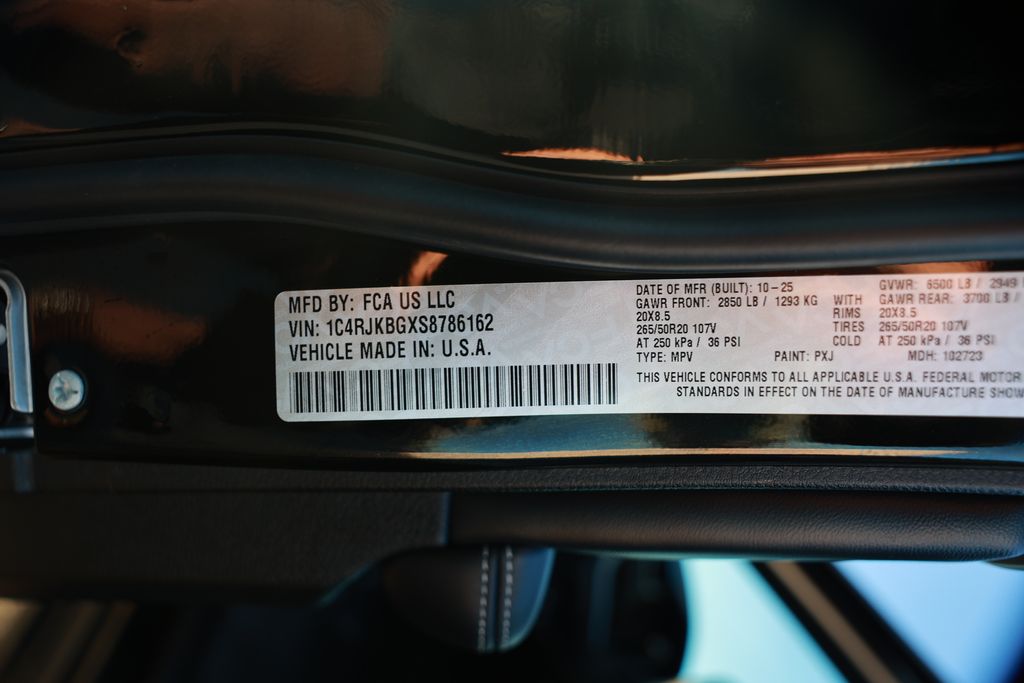 MFD BY: FCA US LLC
VIN: 1C4RJKBGXS8786162
VEHICLE MADE IN: U.S.A.
DATE OF MFR (BUILT): 10-25 GVWR: 6500 LB / 2949
GAWR FRONT: 2850 LB / 1293 KG WITH GAWR REAR: 3700 LB /
20X8.5 RIMS 20X8.5
265/50R20 107V TIRES 265/50R20 107V
AT 250 kPa / 36 PSI COLD AT 250 kPa / 36 PSI
TYPE: MPV PAINT: PXJ MDH: 102723
THIS VEHICLE CONFORMS TO ALL APPLICABLE U.S.A. FEDERAL MOTOR
STANDARDS IN EFFECT ON THE DATE OF MANUFACTURE SHOW